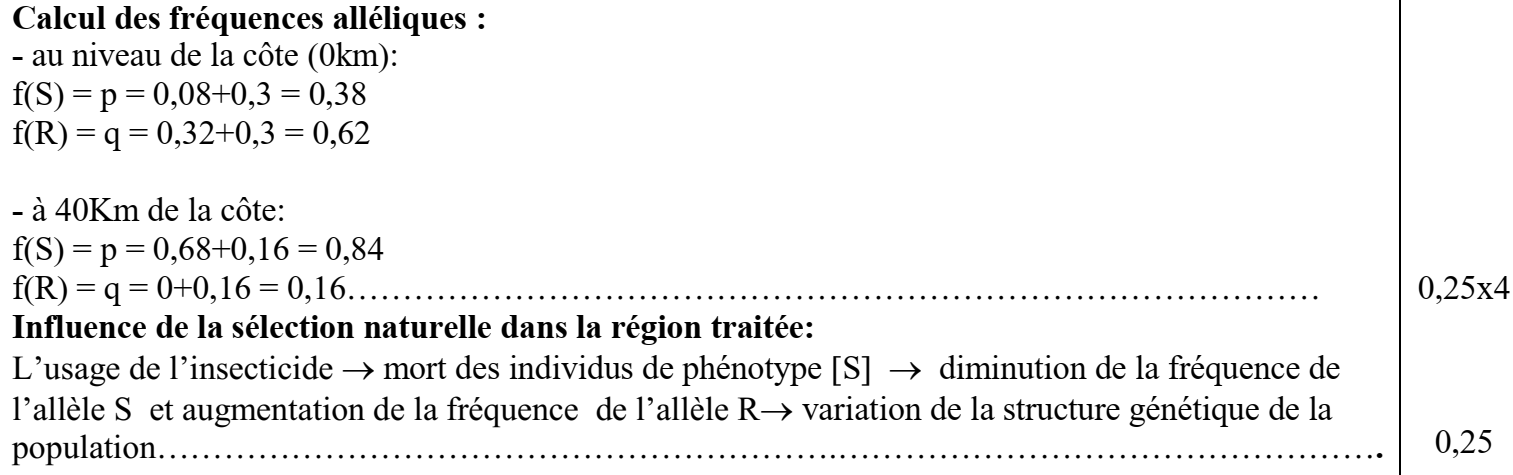 Calcul des fréquences alléliques :
- au niveau de la côte (0km):
f(S) = p = 0,08+0,3 = 0,38
f(R) = q = 0,32+0,3 = 0,62
- à 40Km de la côte:
f(S) = p = 0,68+0,16 = 0,84
f(R) = q = 0+0,16 = 0,16…………………………………………………………………………… 0,25x4
Influence de la sélection naturelle dans la région traitée:
L’usage de l’insecticide → mort des individus de phénotype [S] → diminution de la fréquence de
l’allèle S et augmentation de la fréquence de l’allèle R→ variation de la structure génétique de la
population……………………………………………………….……………………………………. 0,25